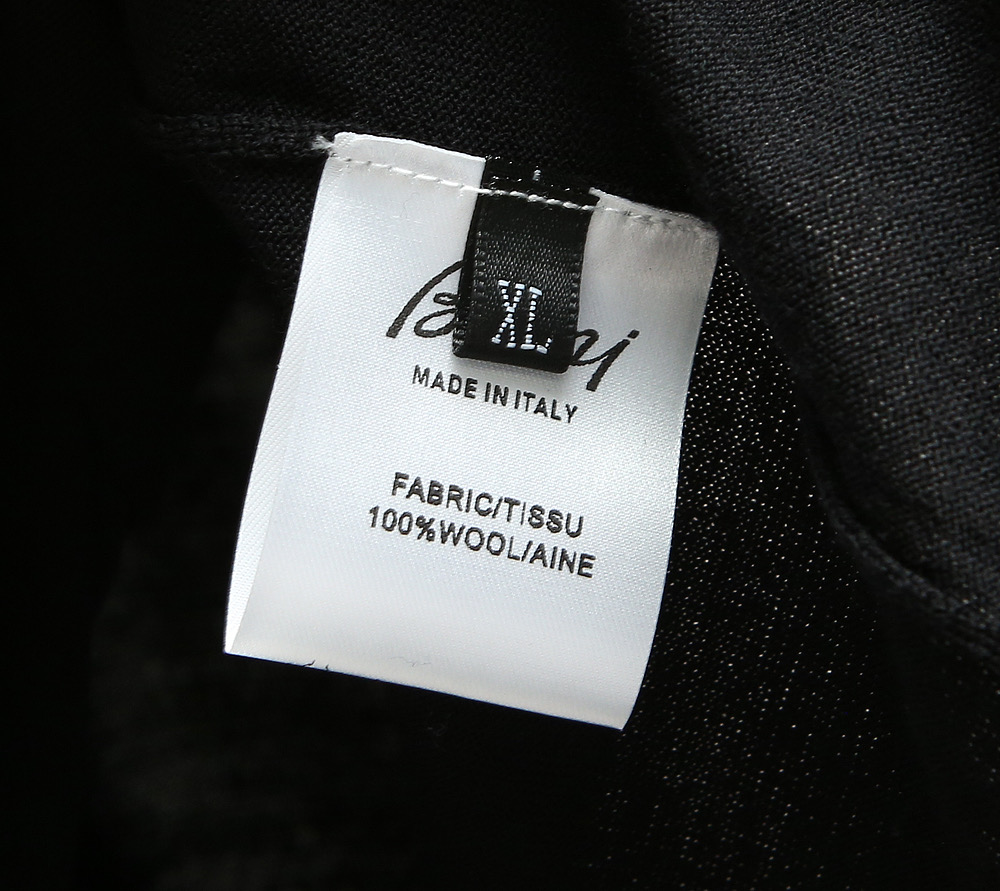 XL
MADE IN ITALY
FABRIC/TISSU
100%WOOL/AINE